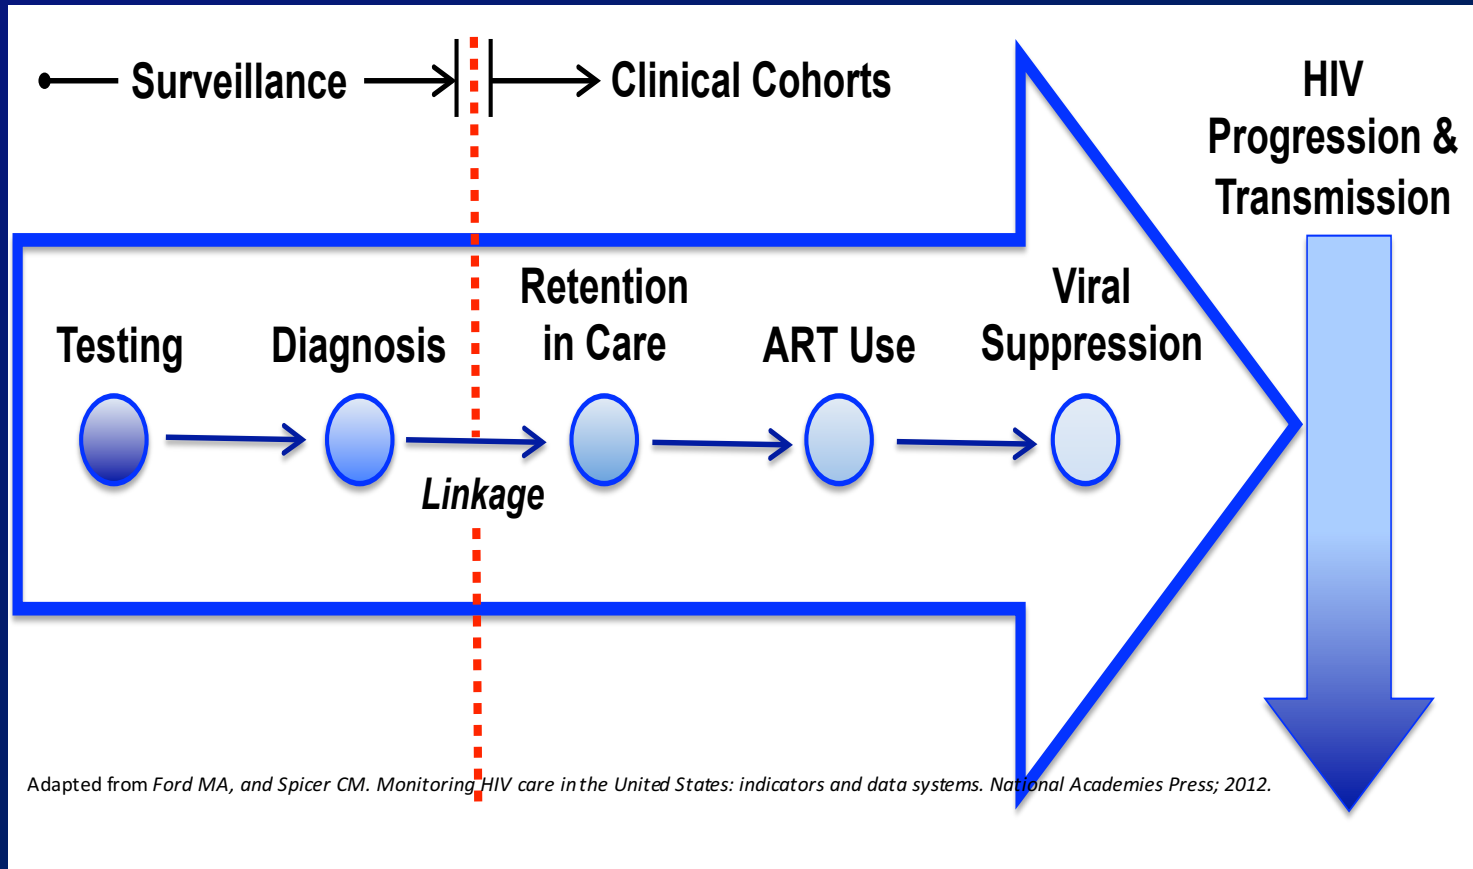 Surveillance
Clinical Cohorts
HIV
Progression &
Transmission
Testing
Diagnosis
Retention
in Care
ART Use
Viral
Suppression
Linkage
Adapted from Ford MA, and Spicer CM. Monitoring HIV care in the United States: indicators and data systems. National Academies Press; 2012.